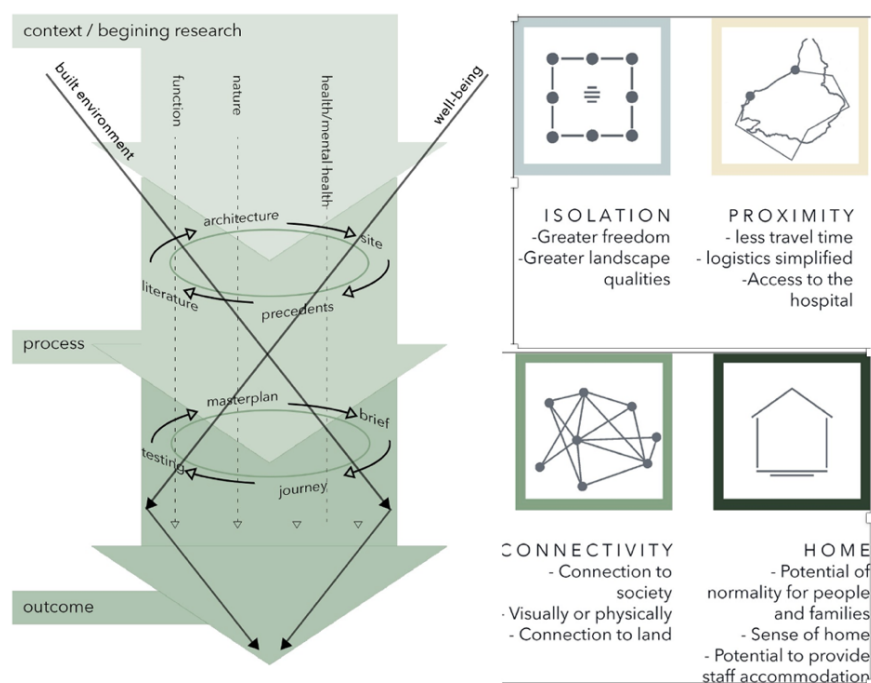 context / begining research
built environment
function
nature
health/mental health
well-being
architecture
site
literature
precedents
process
masterplan
brief
testing
journey
outcome
ISOLATION
-Greater freedom
-Greater landscape
qualities
PROXIMITY
- less travel time
- logistics simplified
-Access to the
hospital
CONNECTIVITY
- Connection to
society
- Visually or physically
- Connection to land
HOME
- Potential of
normality for people
and families
- Sense of home
- Potential to provide
staff accommodation